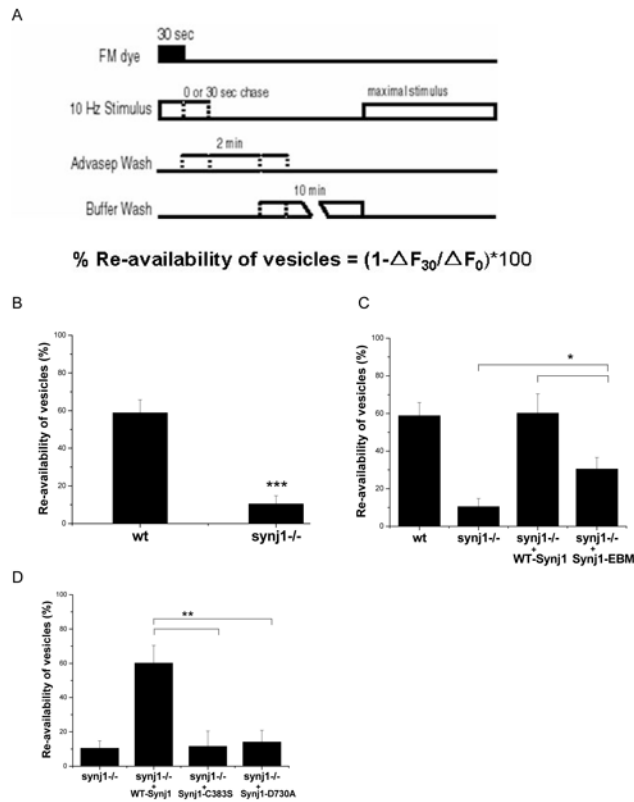 A
30 sec
FM dye
0 or 30 sec chase
maximal stimulus
10 Hz Stimulus
2 min
Advasep Wash
10 min
Buffer Wash
% Re-availability of vesicles = (1-△F30/△F0)*100
B
Re-availability of vesicles (%)
100
80
60
40
20
0
***
wt
synj1-/-
C
Re-availability of vesicles (%)
100
80
60
40
20
0
*
wt
synj1-/-
synj1-/-
+
WT-Synj1
synj1-/-
+
Synj1-EBM
D
Re-availability of vesicles (%)
100
80
60
40
20
0
**
synj1-/-
synj1-/-
+
WT-Synj1
synj1-/-
+
Synj1-C383S
synj1-/-
+
Synj1-D730A